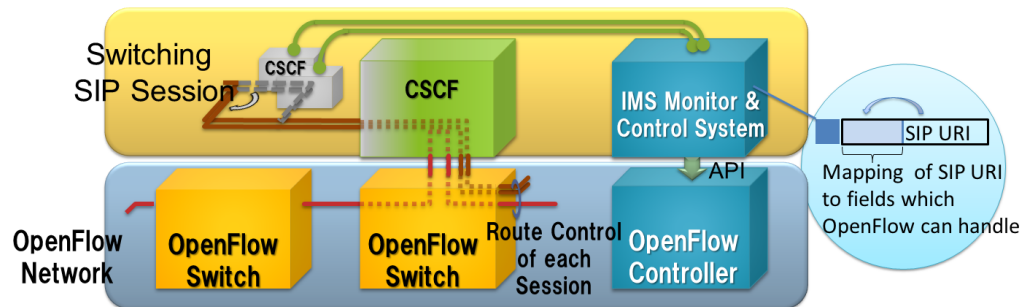 Switching
SIP Session
CSCF
CSCF
IMS Monitor &
Control System
SIP URI
Mapping of SIP URI
to fields which
OpenFlow can handle
API
OpenFlow
Network
OpenFlow
Switch
OpenFlow
Switch
Route Control
of each
Session
OpenFlow
Controller